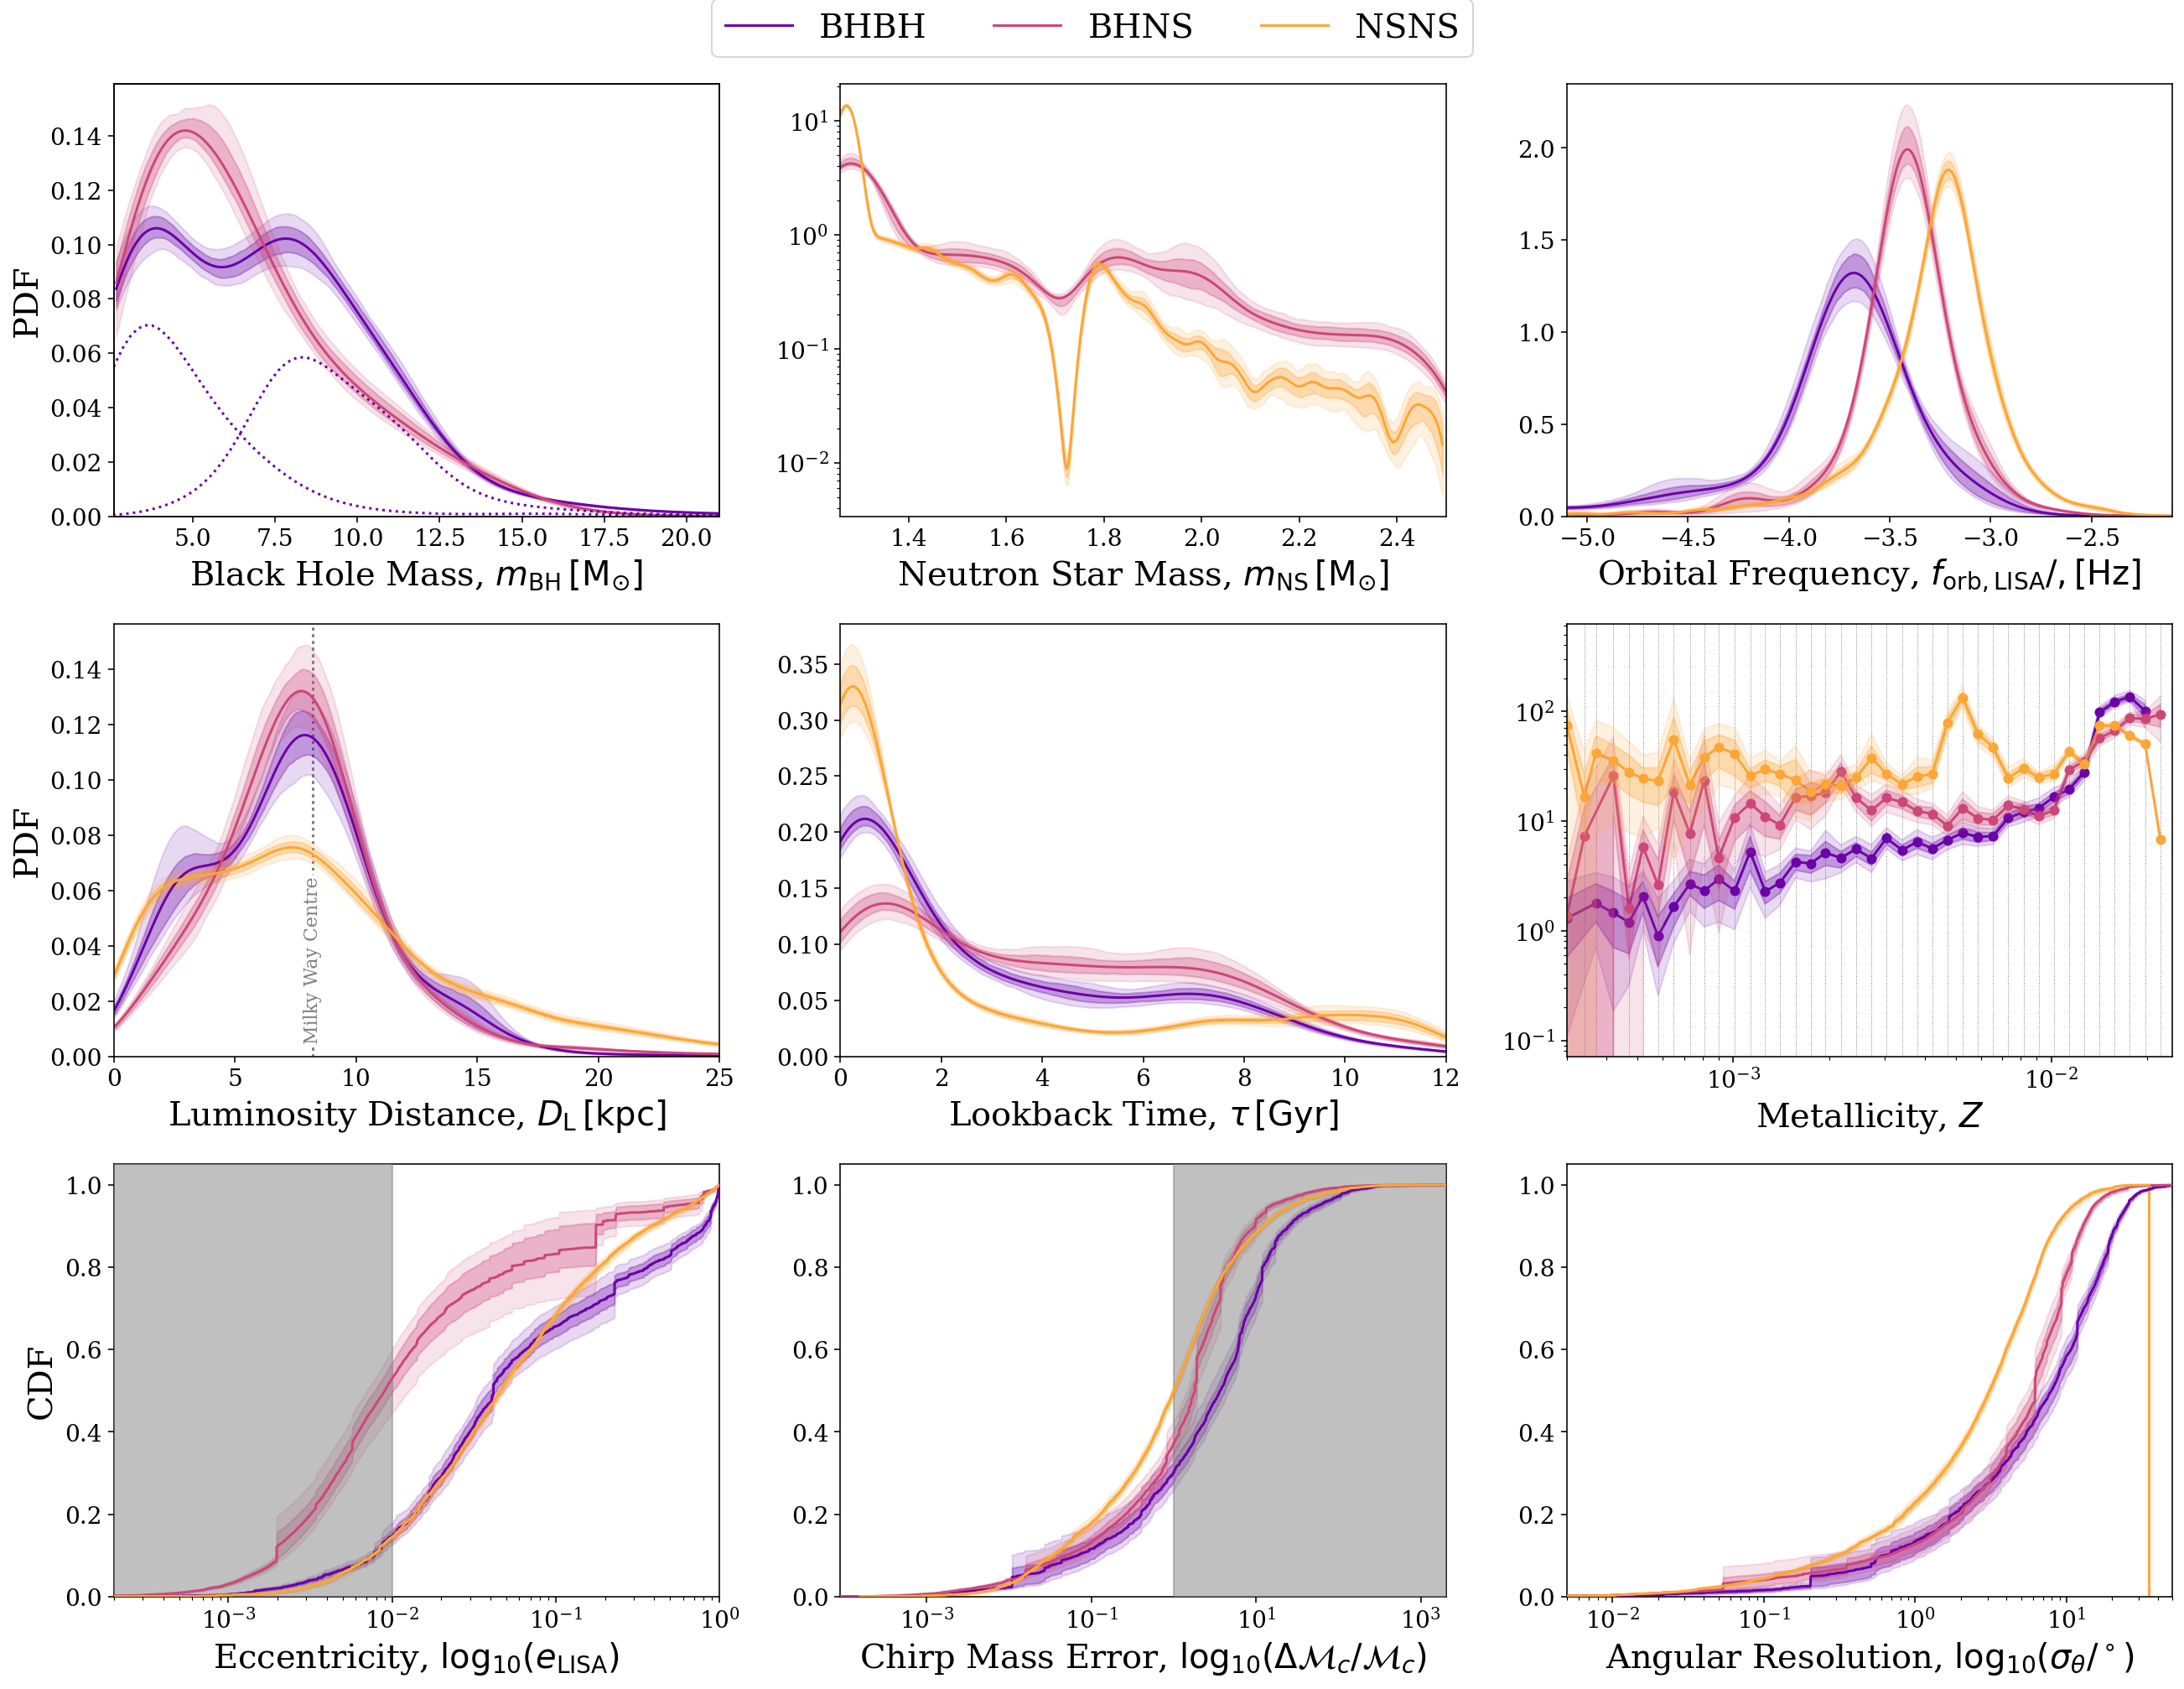 BHBH BHNS NSNS
PDF
0.00 0.02 0.04 0.06 0.08 0.10 0.12 0.14
5.0 7.5 10.0 12.5 15.0 17.5 20.0
Black Hole Mass, m_BH [M_⊙]
10^−2 10^−1 10^0 10^1
1.4 1.6 1.8 2.0 2.2 2.4
Neutron Star Mass, m_NS [M_⊙]
0.0 0.5 1.0 1.5 2.0
−5.0 −4.5 −4.0 −3.5 −3.0 −2.5
Orbital Frequency, f_orb,LISA/, [Hz]
PDF
0.00 0.02 0.04 0.06 0.08 0.10 0.12 0.14
Milky Way Centre
0 5 10 15 20 25
Luminosity Distance, D_L [kpc]
0.00 0.05 0.10 0.15 0.20 0.25 0.30 0.35
0 2 4 6 8 10 12
Lookback Time, τ [Gyr]
10^−1 10^0 10^1 10^2
10^−3 10^−2
Metallicity, Z
CDF
0.0 0.2 0.4 0.6 0.8 1.0
10^−3 10^−2 10^−1 10^0
Eccentricity, log_10(e_LISA)
0.0 0.2 0.4 0.6 0.8 1.0
10^−3 10^−1 10^1 10^3
Chirp Mass Error, log_10(Δℳ_c/ℳ_c)
0.0 0.2 0.4 0.6 0.8 1.0
10^−2 10^−1 10^0 10^1
Angular Resolution, log_10(σ_θ/°)